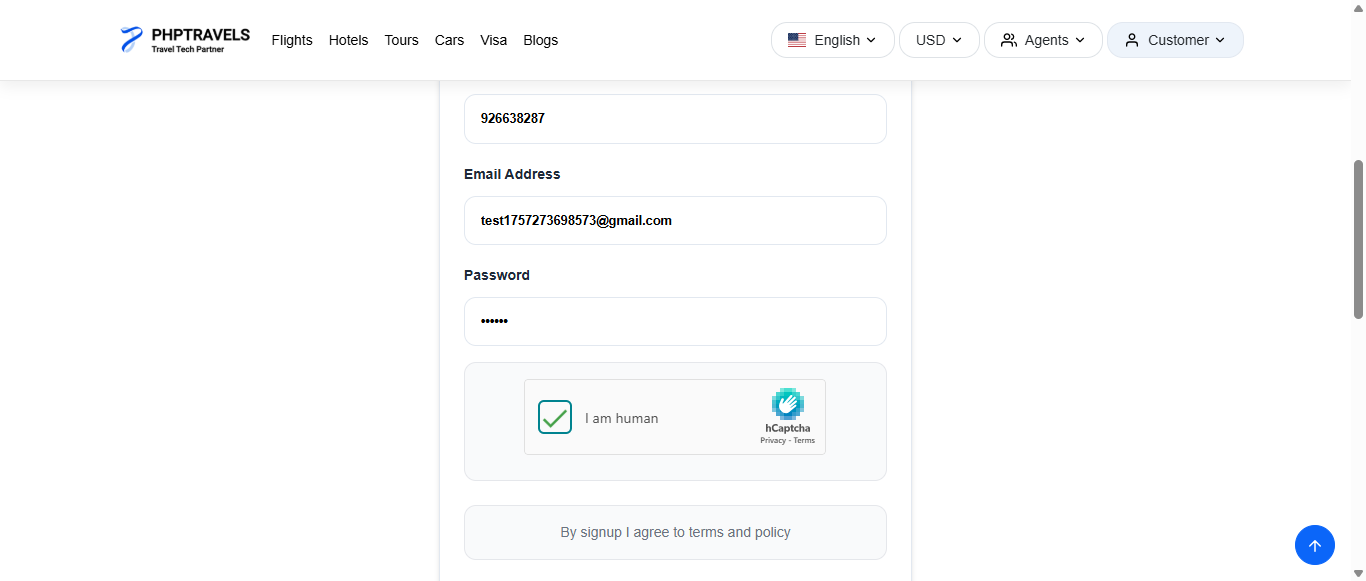 PHPTRAVELS
Travel Tech Partner
Flights Hotels Tours Cars Visa Blogs
English USD Agents Customer
926638287
Email Address
test1757273698573@gmail.com
Password
••••••
I am human
hCaptcha
Privacy - Terms
By signup I agree to terms and policy